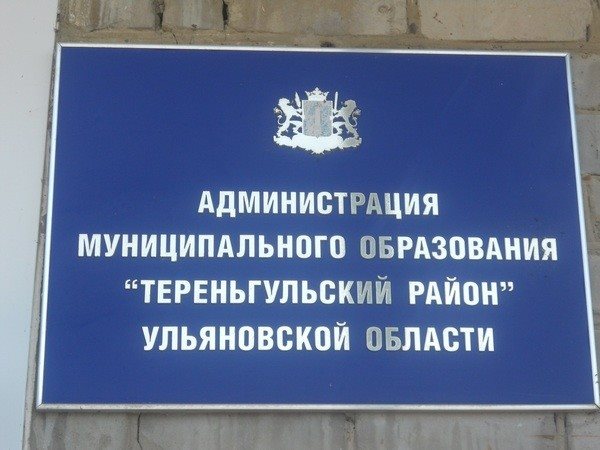 АДМИНИСТРАЦИЯ
МУНИЦИПАЛЬНОГО ОБРАЗОВАНИЯ
“ТЕРЕНЬГУЛЬСКИЙ РАЙОН”
УЛЬЯНОВСКОЙ ОБЛАСТИ